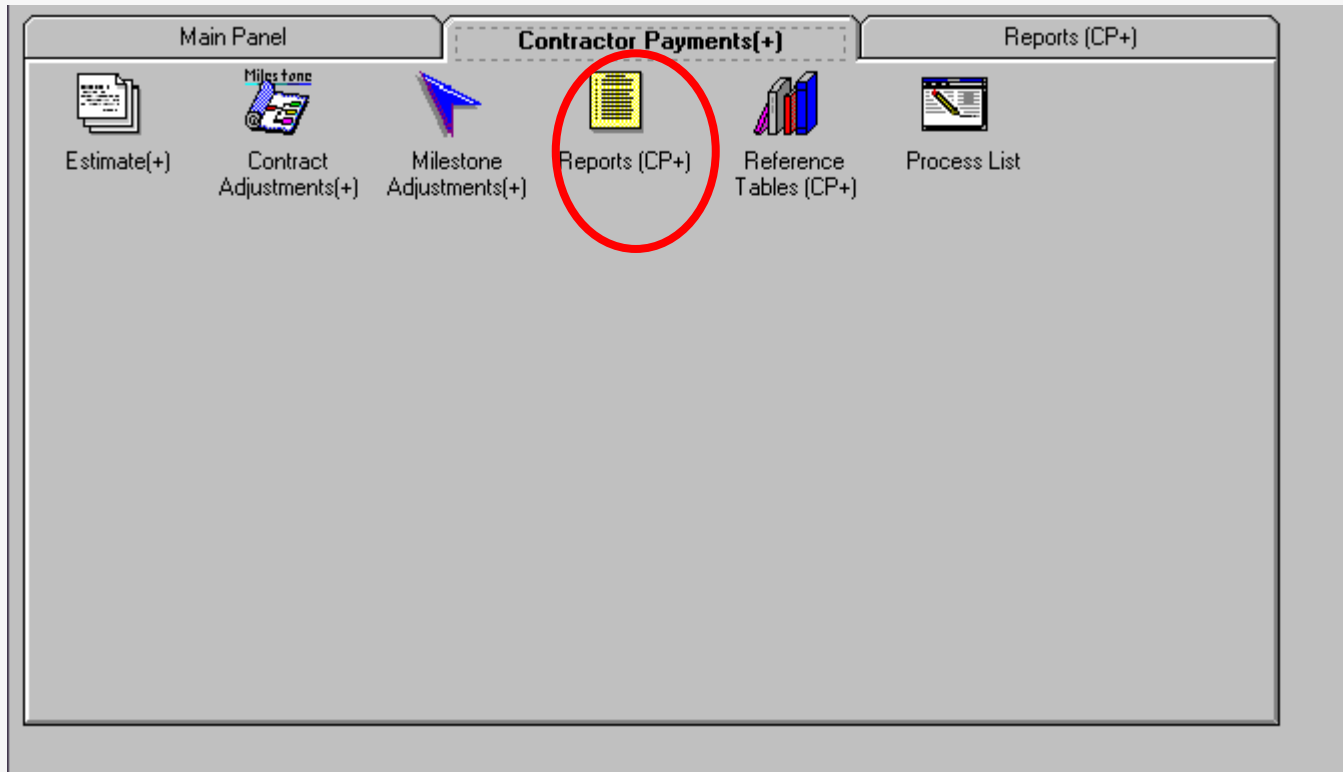 Main Panel
Contractor Payments(+)
Reports (CP+)
Milestone
Estimate(+)
Contract
Adjustments(+)
Milestone
Adjustments(+)
Reports (CP+)
Reference
Tables (CP+)
Process List